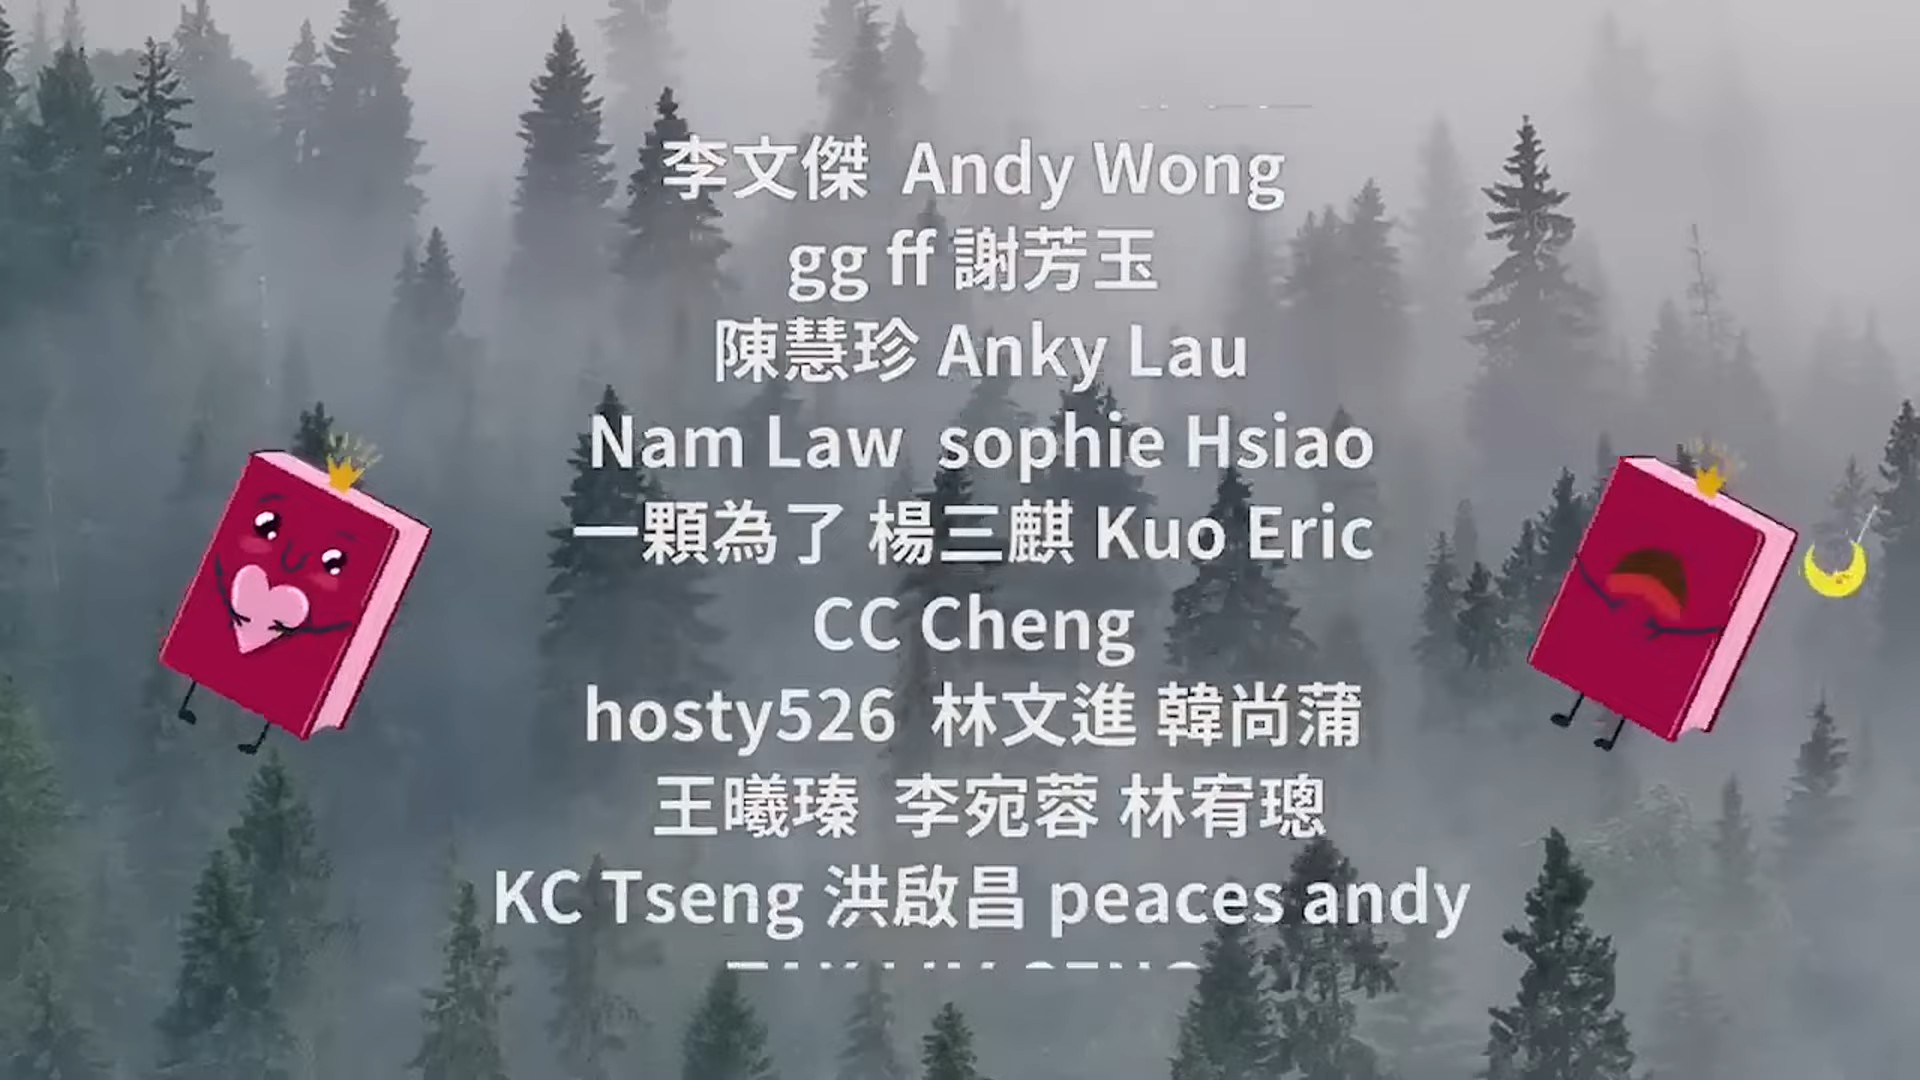 李文傑 Andy Wong
gg ff 謝芳玉
陳慧珍 Anky Lau
Nam Law sophie Hsiao
一顆為了 楊三麒 Kuo Eric
CC Cheng
hosty526 林文進 韓尚蒲
王曦瑧 李宛蓉 林宥璁
KC Tseng 洪啟昌 peaces andy